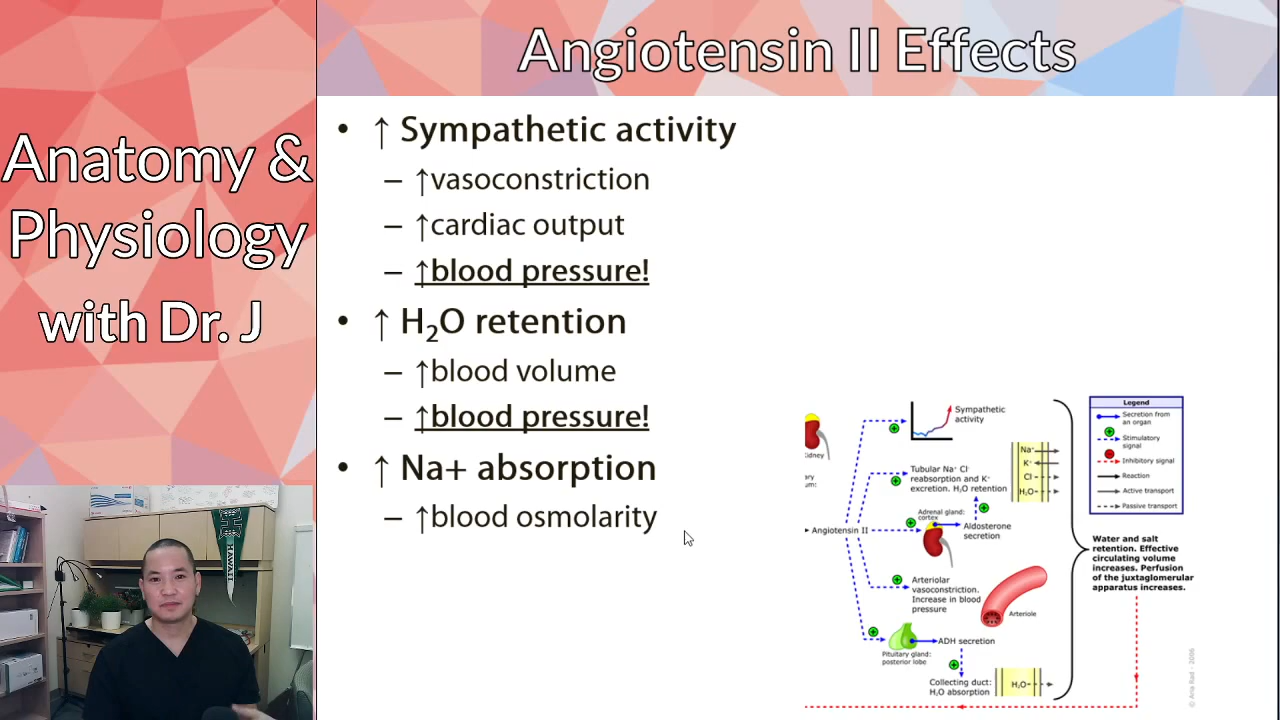 Anatomy &
Physiology
with Dr. J
Angiotensin II Effects
• ↑ Sympathetic activity
– ↑vasoconstriction
– ↑cardiac output
– ↑blood pressure!
• ↑ H₂O retention
– ↑blood volume
– ↑blood pressure!
• ↑ Na+ absorption
– ↑blood osmolarity
Sympathetic
activity
Tubular Na⁺ Cl⁻
reabsorption and K⁺
excretion. H₂O retention
Adrenal gland:
cortex
Aldosterone
secretion
Angiotensin II
Arteriolar
vasoconstriction.
Increase in blood
pressure
Arteriole
Pituitary gland:
posterior lobe
ADH secretion
Collecting duct:
H₂O absorption
H₂O
Na⁺
K⁺
Cl⁻
H₂O
Legend
Secretion from
an organ
Stimulatory
signal
Inhibitory signal
Reaction
Active transport
Passive transport
Water and salt
retention. Effective
circulating volume
increases. Perfusion
of the juxtaglomerular
apparatus increases.
© Aria Rad - 2006